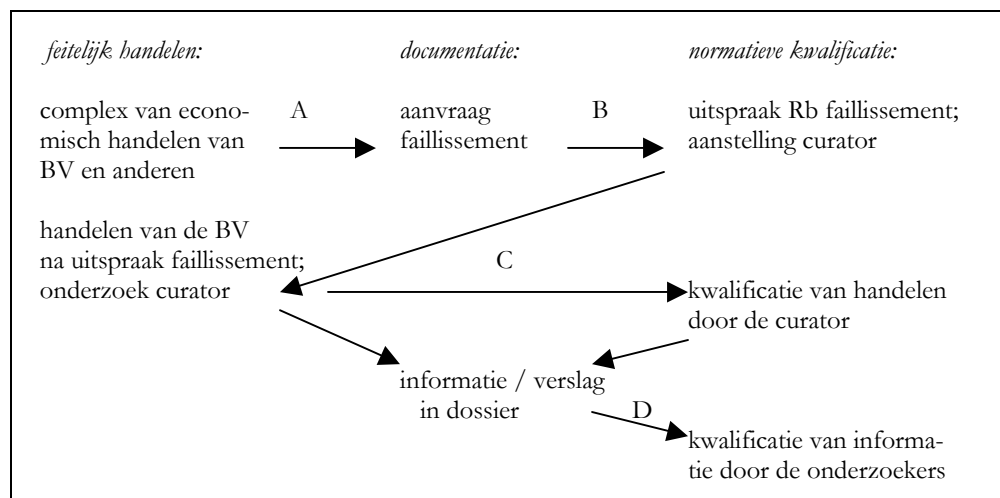 feitelijk handelen: documentatie: normatieve kwalificatie:
complex van econo- A aanvraag B uitspraak Rb faillissement;
misch handelen van faillissement aanstelling curator
BV en anderen
handelen van de BV
na uitspraak faillissement; C
onderzoek curator kwalificatie van handelen
door de curator
informatie / verslag
in dossier D
kwalificatie van informa-
tie door de onderzoekers